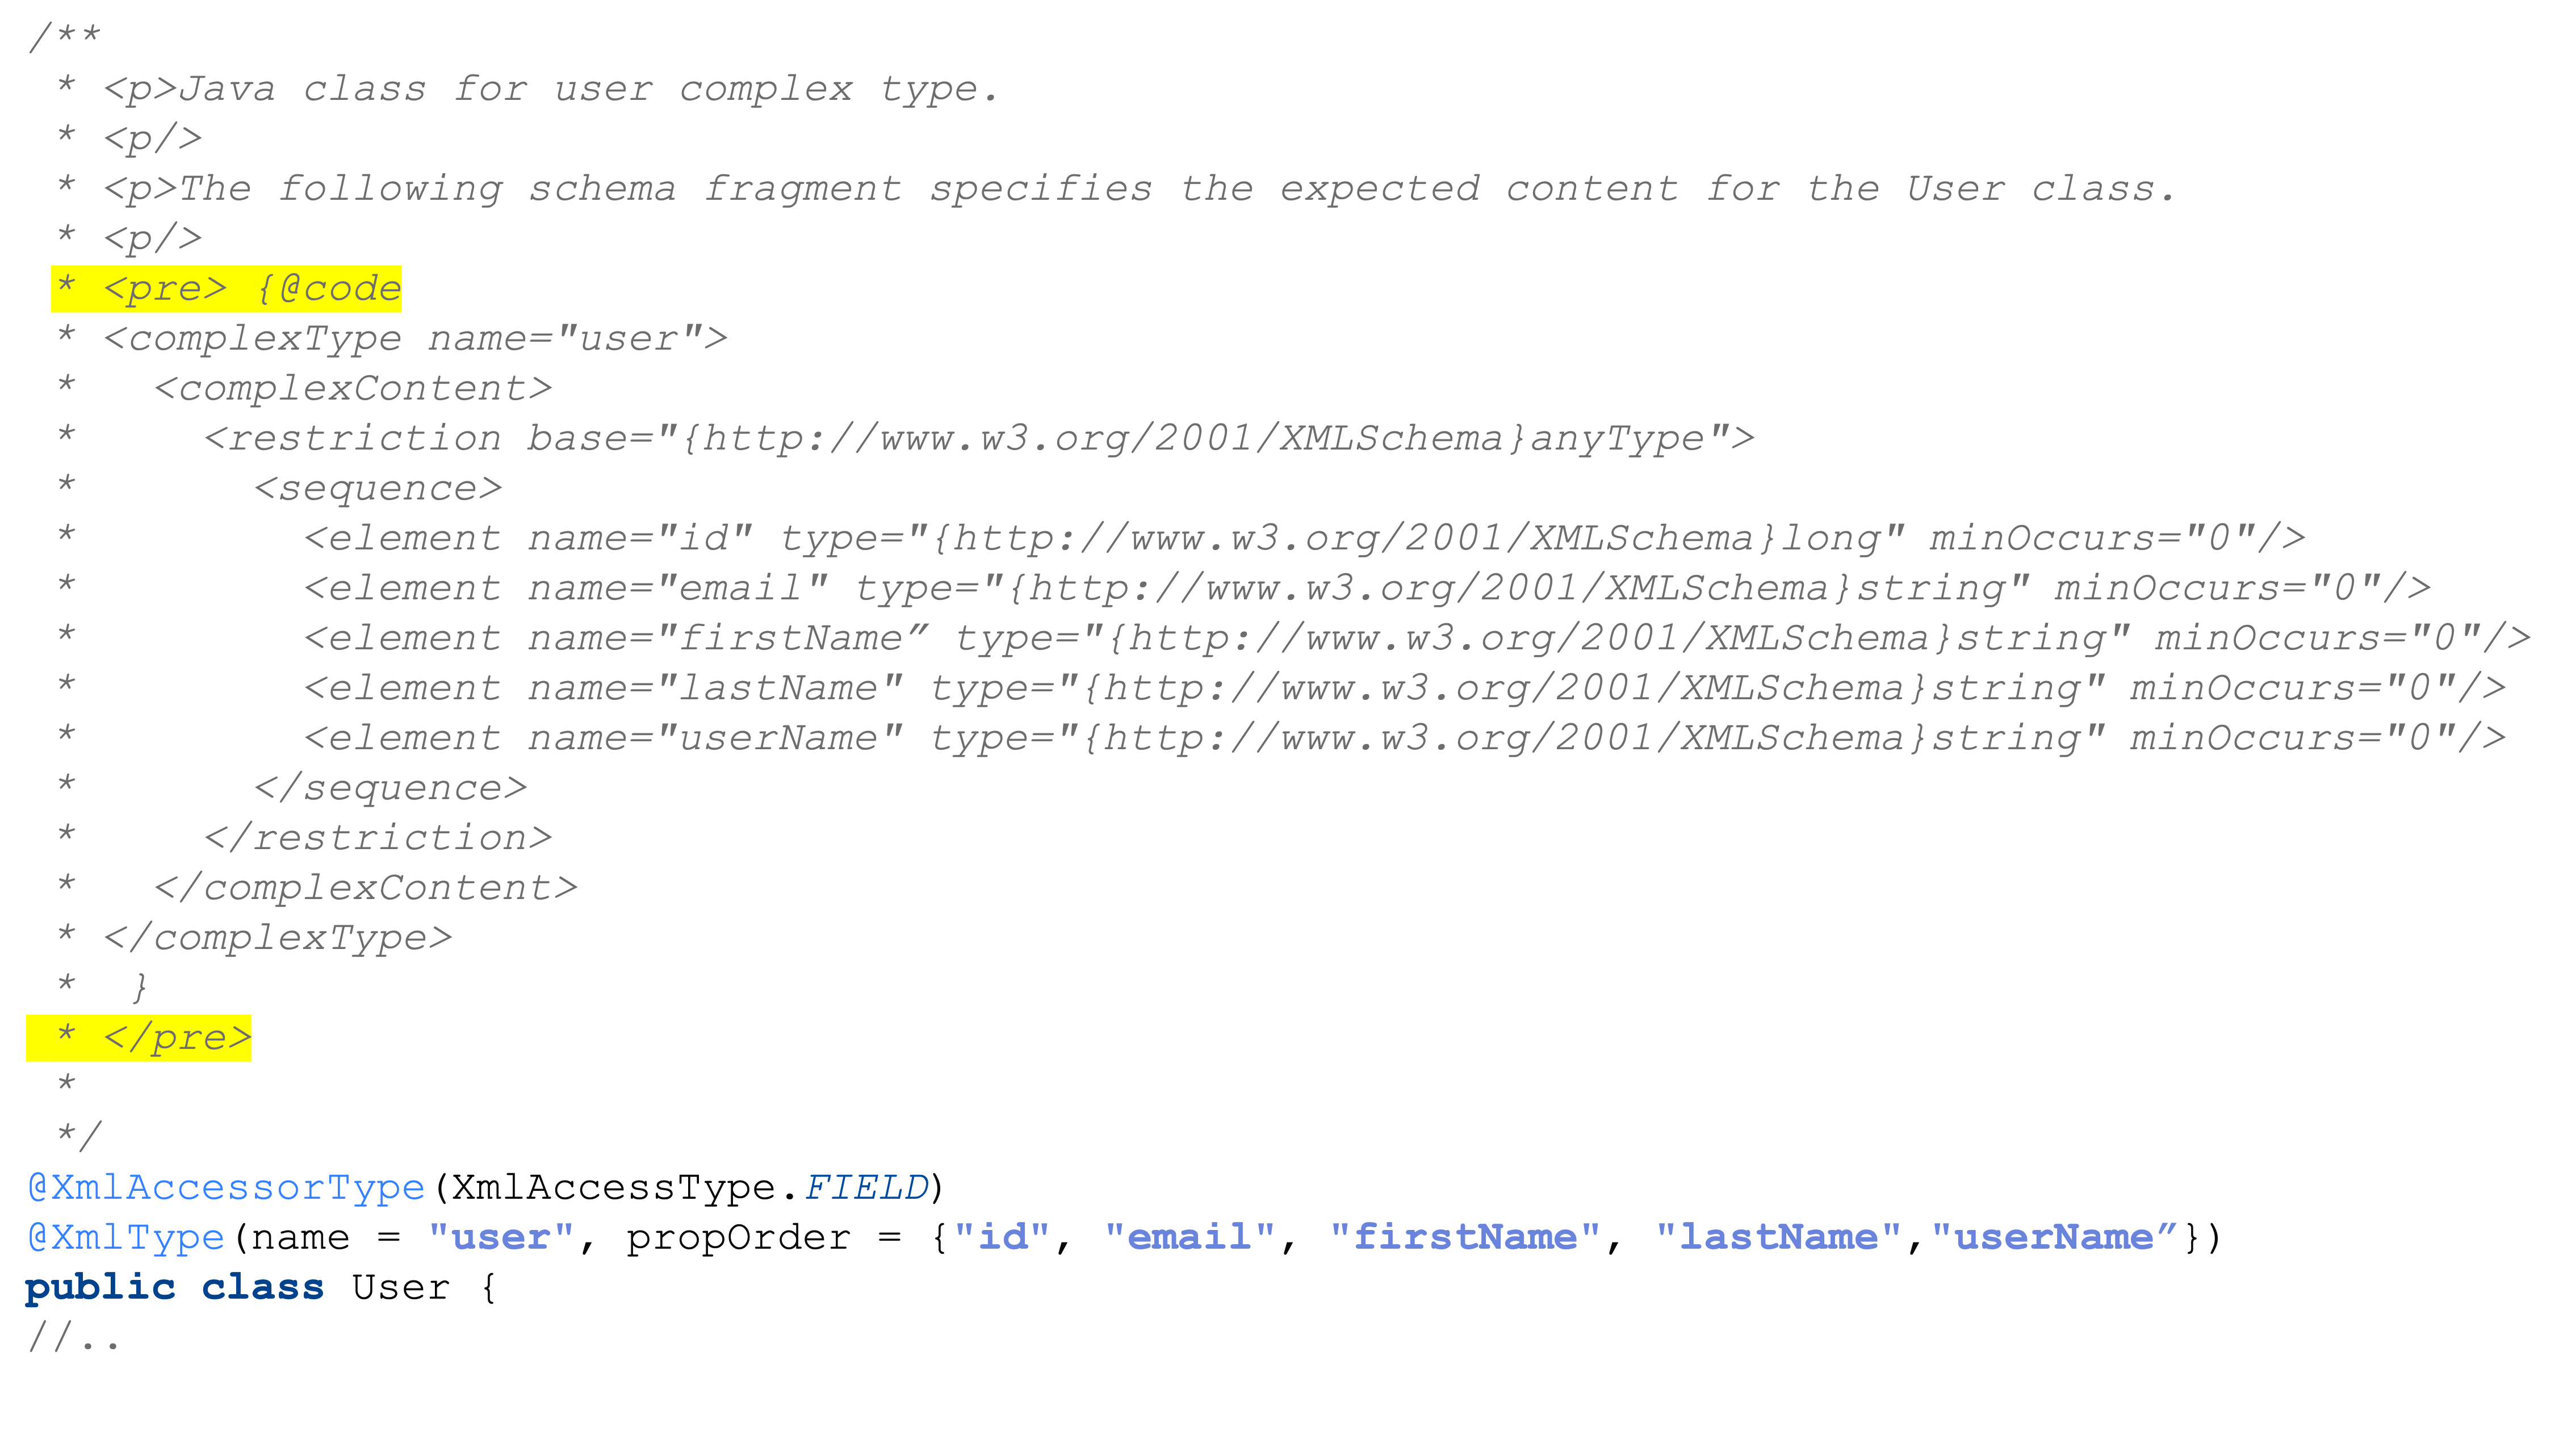 /**
 * <p>Java class for user complex type.
 * <p/>
 * <p>The following schema fragment specifies the expected content for the User class.
 * <p/>
 * <pre> {@code
 * <complexType name="user">
 *   <complexContent>
 *     <restriction base="{http://www.w3.org/2001/XMLSchema}anyType">
 *       <sequence>
 *         <element name="id" type="{http://www.w3.org/2001/XMLSchema}long" minOccurs="0"/>
 *         <element name="email" type="{http://www.w3.org/2001/XMLSchema}string" minOccurs="0"/>
 *         <element name="firstName” type="{http://www.w3.org/2001/XMLSchema}string" minOccurs="0"/>
 *         <element name="lastName" type="{http://www.w3.org/2001/XMLSchema}string" minOccurs="0"/>
 *         <element name="userName" type="{http://www.w3.org/2001/XMLSchema}string" minOccurs="0"/>
 *       </sequence>
 *     </restriction>
 *   </complexContent>
 * </complexType>
 *  }
 * </pre>
 *
 */
@XmlAccessorType(XmlAccessType.FIELD)
@XmlType(name = "user", propOrder = {"id", "email", "firstName", "lastName","userName”})
public class User {
//..